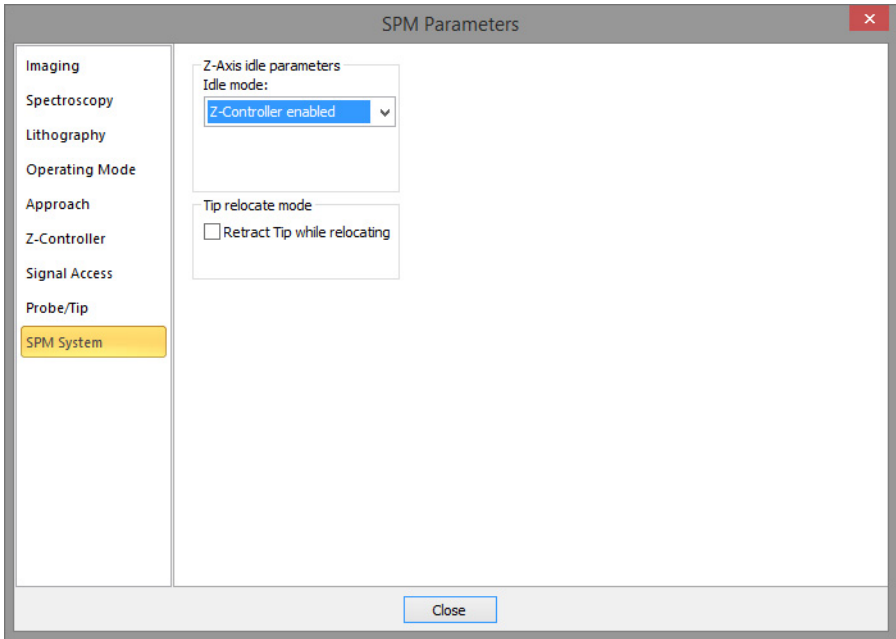 SPM Parameters
Imaging
Spectroscopy
Lithography
Operating Mode
Approach
Z-Controller
Signal Access
Probe/Tip
SPM System
Z-Axis idle parameters
Idle mode:
Z-Controller enabled
Tip relocate mode
Retract Tip while relocating
Close